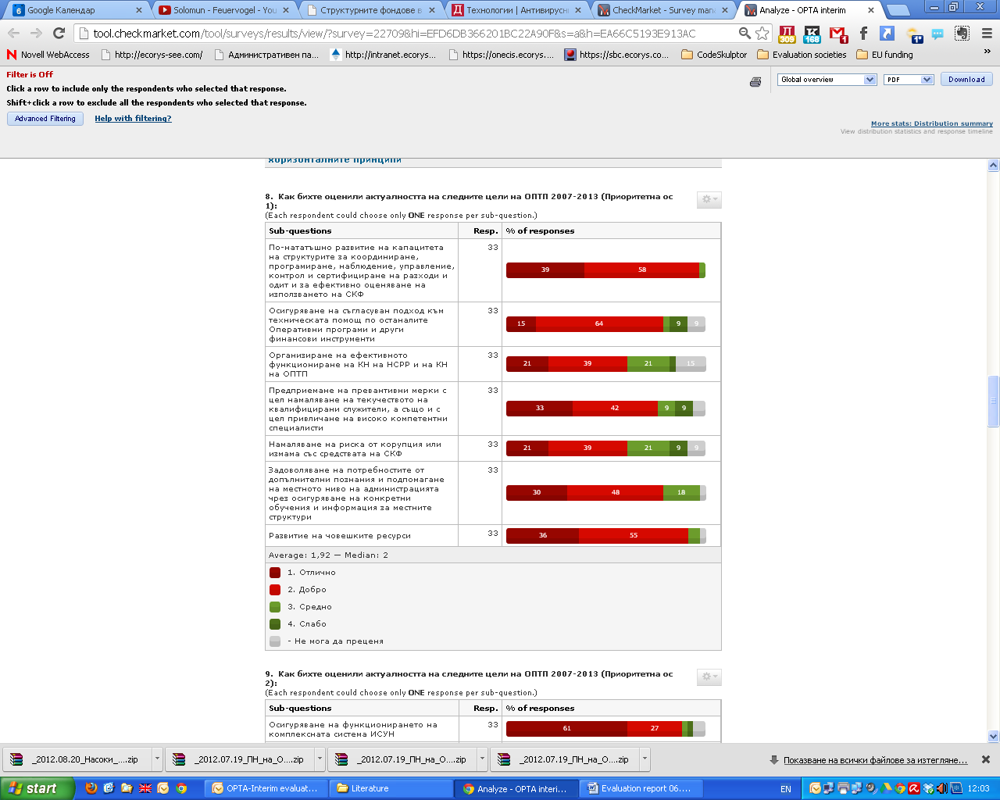 Google Календар
Solomun - Feuervogel - You
Структурните фондове в
Технологии | Антивирусн
CheckMarket - Survey man
Analyze - OPTA interim
tool.checkmarket.com/tool/surveys/results/view/?survey=22709&hi=EFD6DB366201BC22A90F&s=a&h=EA66C5193E913AC
309
168
1
1°
Novell WebAccess
http://ecorys-see.com/
Административен па...
http://intranet.ecorys...
https://onecis.ecorys....
https://sbc.ecorys.co...
CodeSkulptor
Evaluation societies
EU funding
Filter is Off
Click a row to include only the respondents who selected that response.
Shift+click a row to exclude all the respondents who selected that response.
Advanced Filtering
Help with filtering?
Global overview
PDF
Download
More stats: Distribution summary
View distribution statistics and response timeline
хоризонталните принципи
8. Как бихте оценили актуалността на следните цели на ОПТП 2007-2013 (Приоритетна ос
1):
(Each respondent could choose only ONE response per sub-question.)
Sub-questions Resp. % of responses
По-нататъшно развитие на капацитета 33
на структурите за координиране,
програмиране, наблюдение, управление, 39 58
контрол и сертифициране на разходи и
одит и за ефективно оценяване на
използването на СКФ
Осигуряване на съгласуван подход към 33
техническата помощ по останалите 15 64 9 9
Оперативни програми и други
финансови инструменти
Организиране на ефективното 33
функциониране на КН на НСРР и на КН 21 39 21 15
на ОПТП
Предприемане на превантивни мерки с 33
цел намаляване на текучеството на
квалифицирани служители, а също и с 33 42 9 9
цел привличане на високо компетентни
специалисти
Намаляване на риска от корупция или 33 21 39 21 9 9
измама със средствата на СКФ
Задоволяване на потребностите от 33
допълнителни познания и подпомагане
на местното ниво на администрацията 30 48 18
чрез осигуряване на конкретни
обучения и информация за местните
структури
Развитие на човешките ресурси 33 36 55
Average: 1,92 — Median: 2
1. Отлично
2. Добро
3. Средно
4. Слабо
- Не мога да преценя
9. Как бихте оценили актуалността на следните цели на ОПТП 2007-2013 (Приоритетна ос
2):
(Each respondent could choose only ONE response per sub-question.)
Sub-questions Resp. % of responses
Осигуряване на функционирането на 33 61 27
комплексната система ИСУН
_2012.08.20_Насоки_....zip
_2012.07.19_ПН_на_О....zip
_2012.07.19_ПН_на_О....zip
_2012.07.19_ПН_на_О....zip
Показване на всички файлове за изтегляне...
start
OPTA-Interim evaluat...
Literature
Analyze - OPTA interi...
Evaluation report 06....
EN
12:03